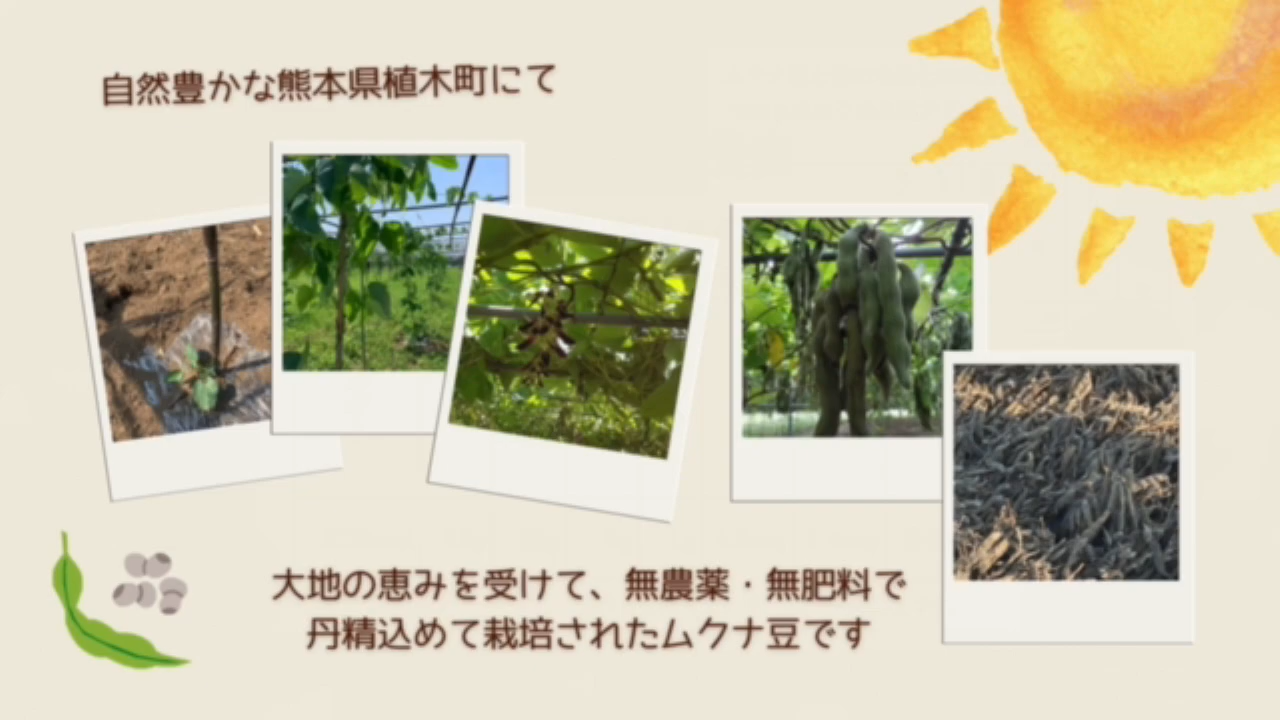 自然豊かな熊本県植木町にて
大地の恵みを受けて、無農薬・無肥料で
丹精込めて栽培されたムクナ豆です